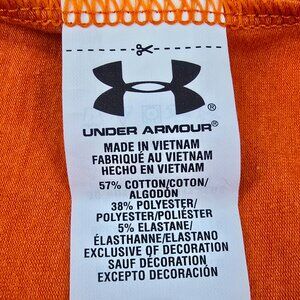 ®
UNDER ARMOUR®
MADE IN VIETNAM
FABRIQUÉ AU VIETNAM
HECHO EN VIETNAM
57% COTTON/COTON/
ALGODÓN
38% POLYESTER/
POLYESTER/POLIÉSTER
5% ELASTANE/
ÉLASTHANNE/ELASTANO
EXCLUSIVE OF DECORATION
SAUF DÉCORATION
EXCEPTO DECORACIÓN